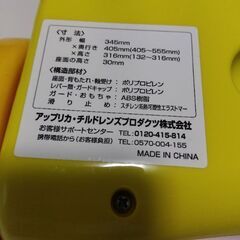 <寸 法>
外形 幅 345mm
×奥行き 405mm(405～555mm)
×高さ 316mm(132～316mm)
座面の高さ 30mm
<構造部材>
座面・背もたれ・軸受け : ポリプロピレン
レバー類・ガードキャップ : ポリプロピレン
ガード・おもちゃ : ABS樹脂
滑り止め : スチレン系熱可塑性エラストマー
アップリカ・チルドレンズプロダクツ株式会社
お客様サポートセンター TEL. 0120-415-814
携帯電話から(お客様負担) TEL. 0570-004-155
MADE IN CHINA